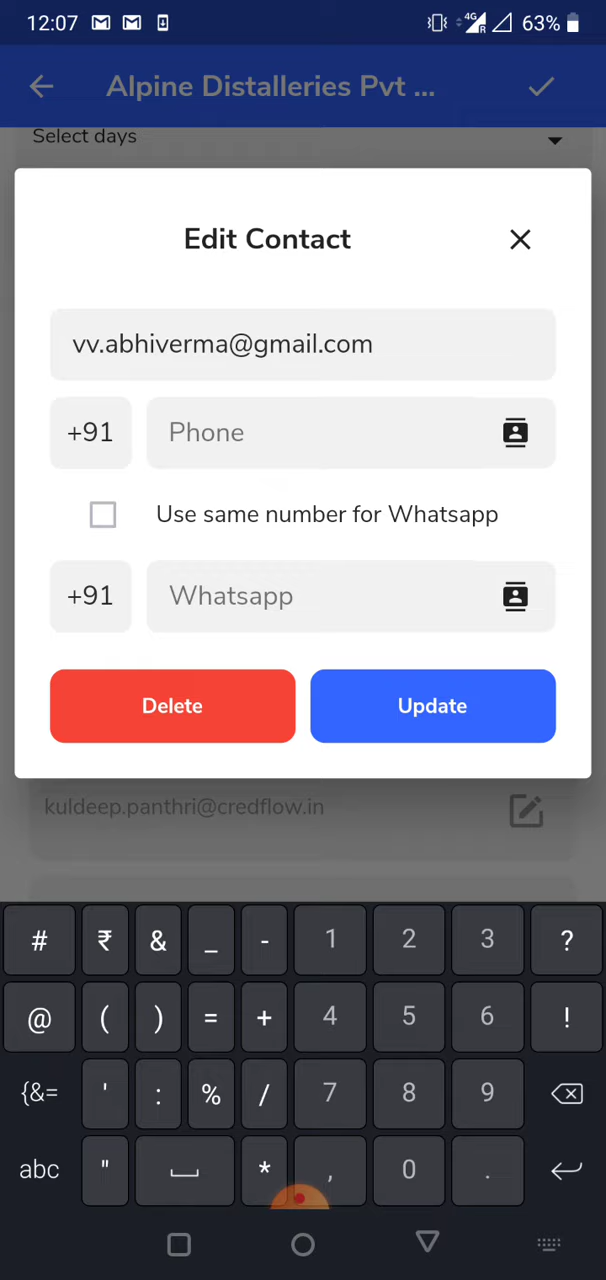 12:07 4G R 63%
Alpine Distalleries Pvt ...
Select days
Edit Contact
vv.abhiverma@gmail.com
+91 Phone
Use same number for Whatsapp
+91 Whatsapp
Delete Update
kuldeep.panthri@credflow.in
# ₹ & _ - 1 2 3 ?
@ ( ) = + 4 5 6 !
{&= ' : % / 7 8 9
abc " * , 0 .